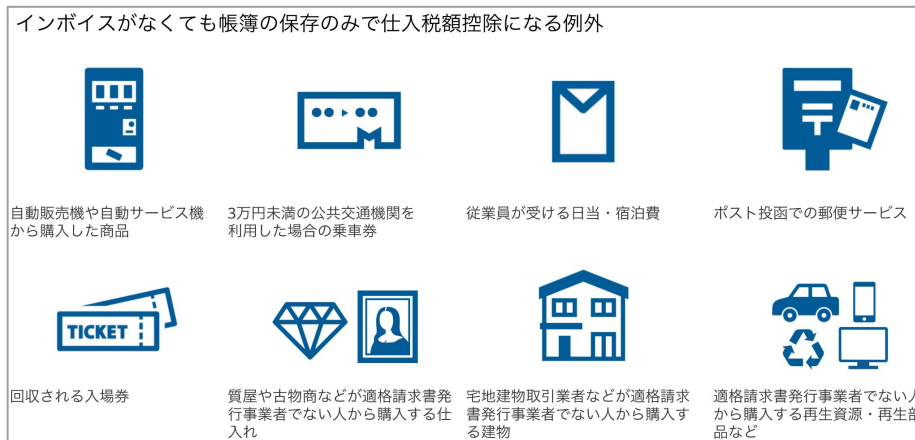 インボイスがなくても帳簿の保存のみで仕入税額控除になる例外
自動販売機や自動サービス機
から購入した商品
3万円未満の公共交通機関を
利用した場合の乗車券
従業員が受ける日当・宿泊費
ポスト投函での郵便サービス
TICKET
回収される入場券
質屋や古物商などが適格請求書発
行事業者でない人から購入する仕
入れ
宅地建物取引業者などが適格請求
書発行事業者でない人から購入す
る建物
適格請求書発行事業者でない人
から購入する再生資源・再生部
品など